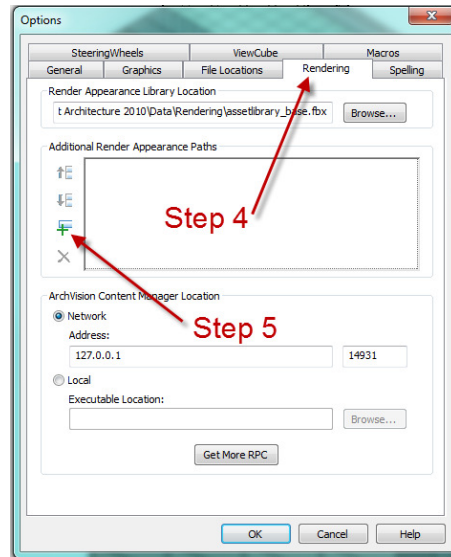 Options
SteeringWheels ViewCube Macros
General Graphics File Locations Rendering Spelling
Render Appearance Library Location
t Architecture 2010\Data\Rendering\assetlibrary_base.fbx Browse...
Additional Render Appearance Paths
Step 4
ArchVision Content Manager Location
Network
Step 5
Address:
127.0.0.1 14931
Local
Executable Location:
Browse...
Get More RPC
OK Cancel Help